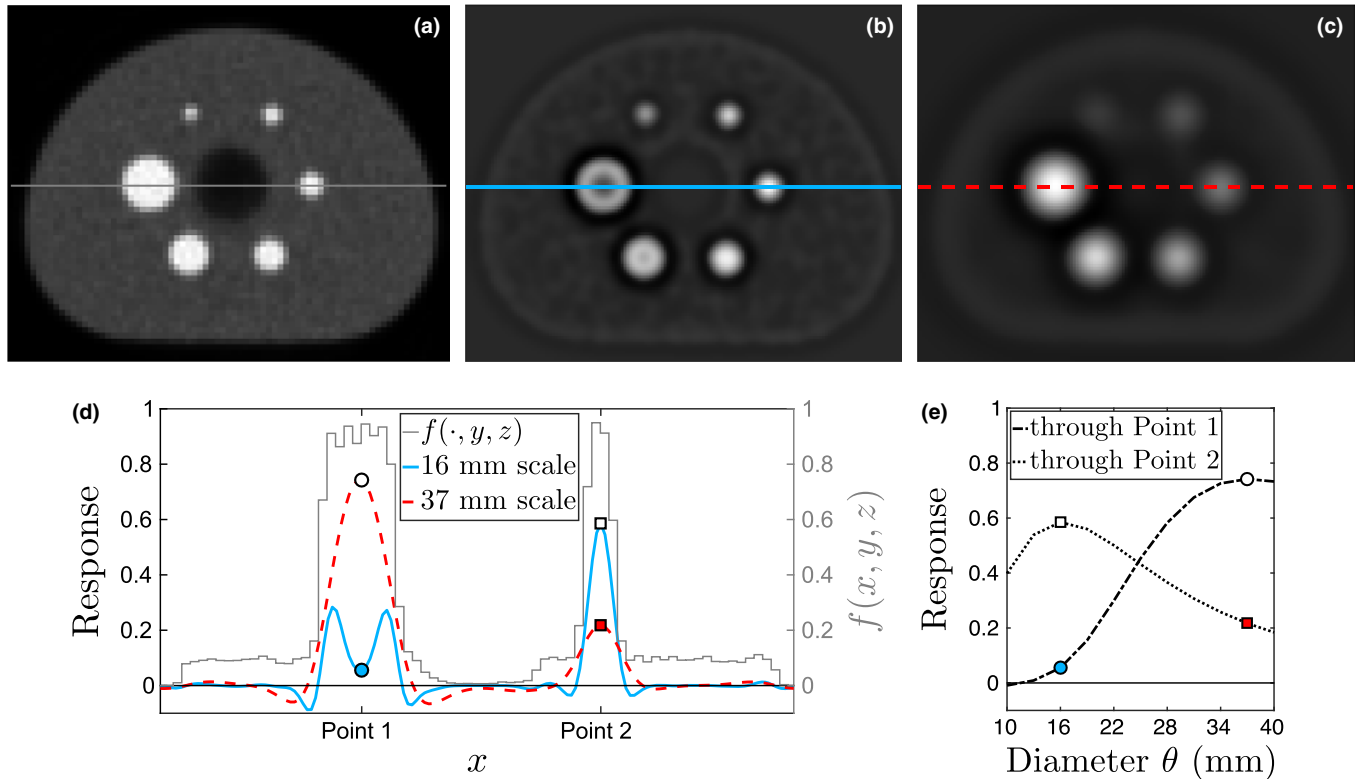 (a)
(b)
(c)
(d)
1
0.8
0.6
0.4
0.2
0
Response
f(·, y, z)
16 mm scale
37 mm scale
1
0.8
0.6
0.4
0.2
0
f(x, y, z)
Point 1
Point 2
x
(e)
1
0.8
0.6
0.4
0.2
0
Response
through Point 1
through Point 2
10
16
22
28
34
40
Diameter θ (mm)